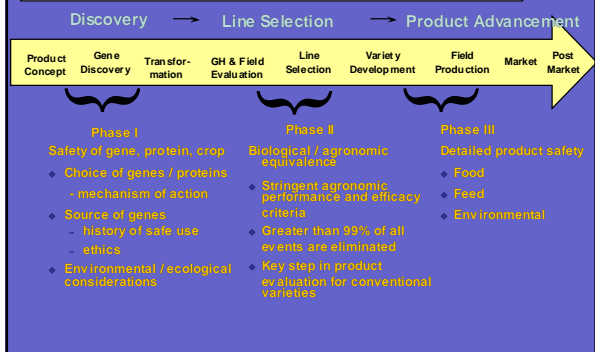 Discovery → Line Selection → Product Advancement
Product Concept
Gene Discovery
Transfor-mation
GH & Field Evaluation
Line Selection
Variety Development
Field Production
Market
Post Market
Phase I
Safety of gene, protein, crop
❖ Choice of genes / proteins
- mechanism of action
❖ Source of genes
– history of safe use
– ethics
❖ Environmental / ecological
considerations
Phase II
Biological / agronomic
equivalence
❖ Stringent agronomic
performance and efficacy
criteria
❖ Greater than 99% of all
events are eliminated
❖ Key step in product
evaluation for conventional
varieties
Phase III
Detailed product safety
❖ Food
❖ Feed
❖ Environmental